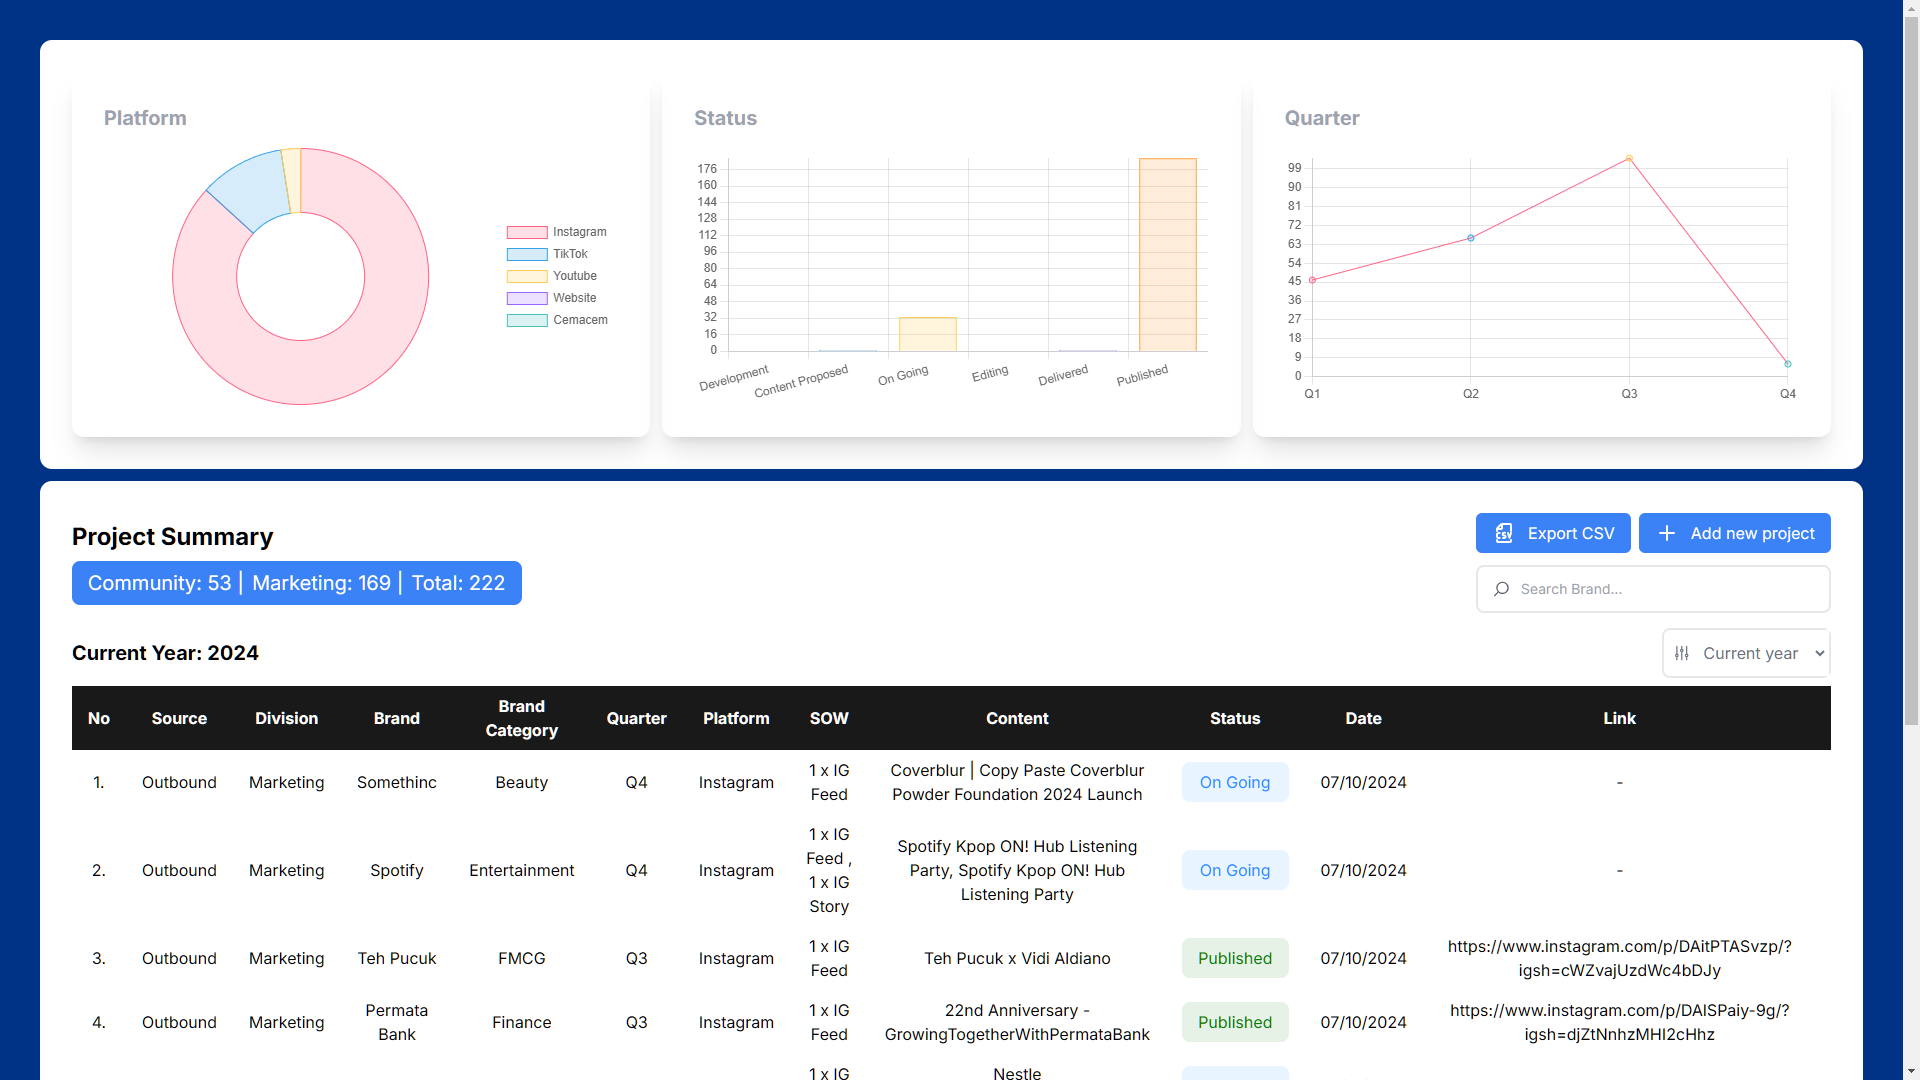 Platform
Instagram
TikTok
Youtube
Website
Cemacem
Status
176
160
144
128
112
96
80
64
48
32
16
0
Development
Content Proposed
On Going
Editing
Delivered
Published
Quarter
99
90
81
72
63
54
45
36
27
18
9
0
Q1
Q2
Q3
Q4
Project Summary
Community: 53 | Marketing: 169 | Total: 222
Export CSV
Add new project
Search Brand...
Current Year: 2024
Current year
No Source Division Brand Brand Category Quarter Platform SOW Content Status Date Link
1. Outbound Marketing Somethinc Beauty Q4 Instagram 1 x IG Feed Coverblur | Copy Paste Coverblur Powder Foundation 2024 Launch On Going 07/10/2024 -
2. Outbound Marketing Spotify Entertainment Q4 Instagram 1 x IG Feed , 1 x IG Story Spotify Kpop ON! Hub Listening Party, Spotify Kpop ON! Hub Listening Party On Going 07/10/2024 -
3. Outbound Marketing Teh Pucuk FMCG Q3 Instagram 1 x IG Feed Teh Pucuk x Vidi Aldiano Published 07/10/2024 https://www.instagram.com/p/DAitPTASvzp/?igsh=cWZvajUzdWc4bDJy
4. Outbound Marketing Permata Bank Finance Q3 Instagram 1 x IG Feed 22nd Anniversary - GrowingTogetherWithPermataBank Published 07/10/2024 https://www.instagram.com/p/DAISPaiy-9g/?igsh=djZtNnhzMHI2cHhz
1 x IG Nestle